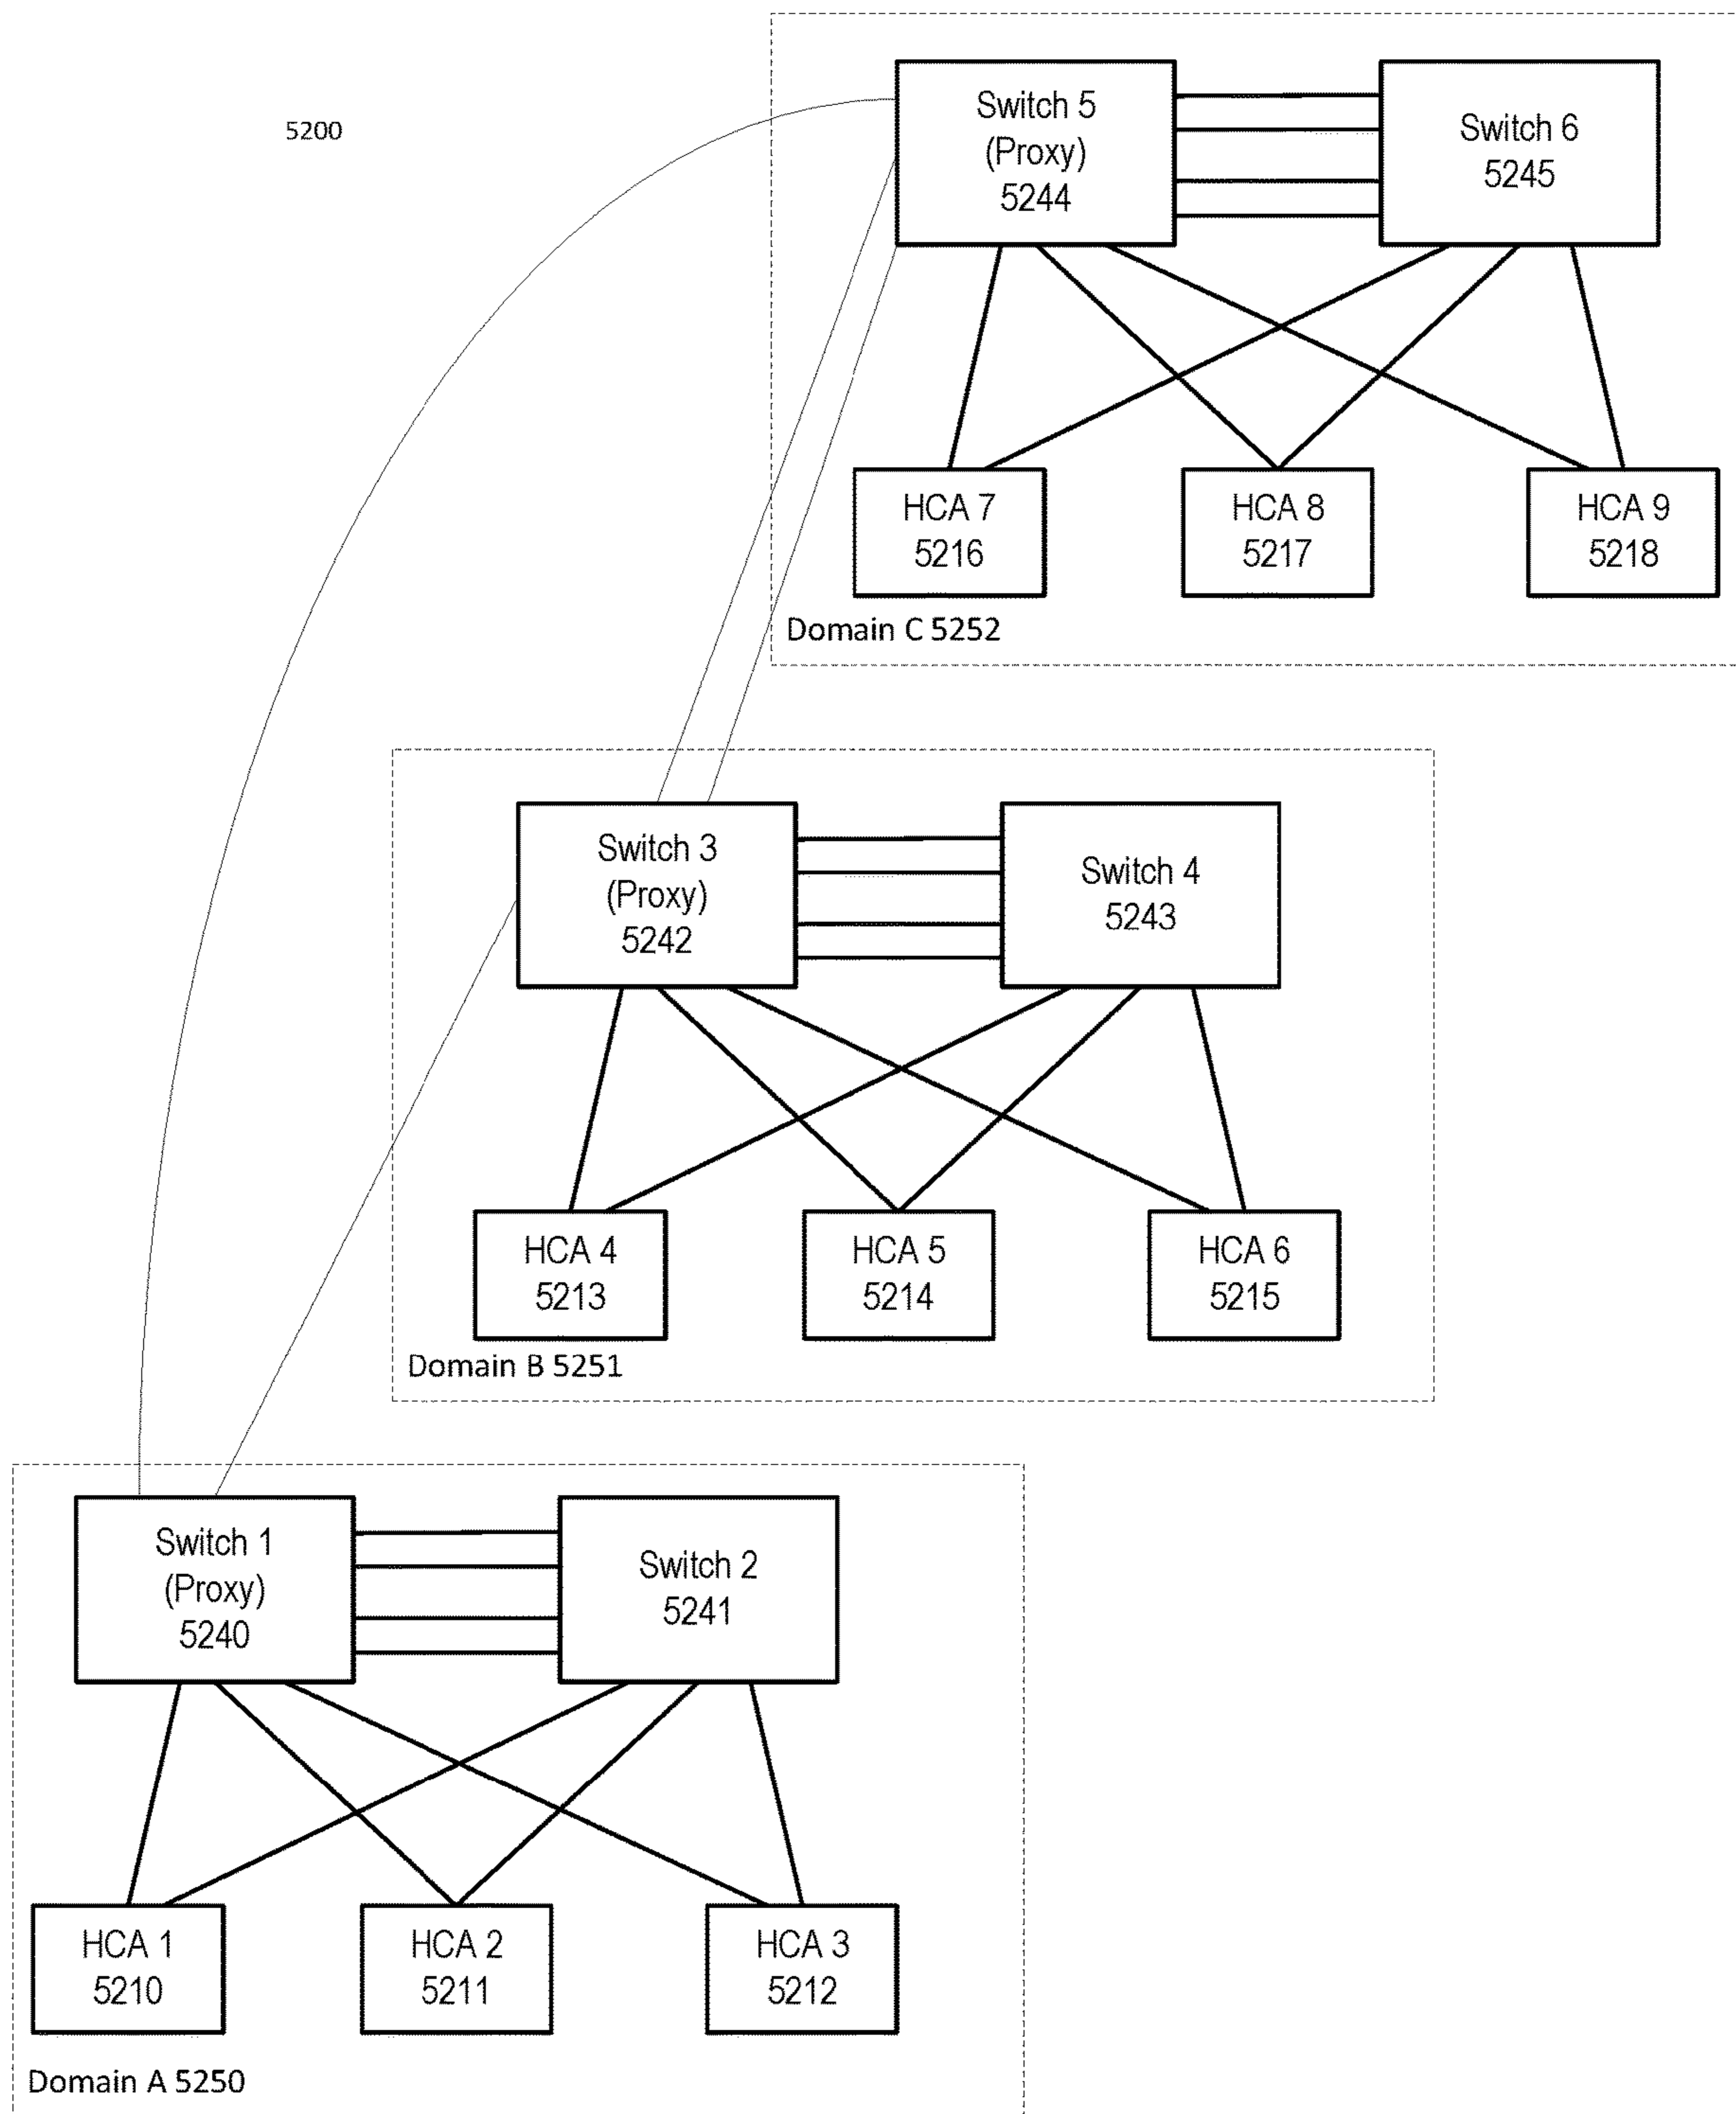 5200
Switch 5
(Proxy)
5244
Switch 6
5245
HCA 7
5216
HCA 8
5217
HCA 9
5218
Domain C 5252
Switch 3
(Proxy)
5242
Switch 4
5243
HCA 4
5213
HCA 5
5214
HCA 6
5215
Domain B 5251
Switch 1
(Proxy)
5240
Switch 2
5241
HCA 1
5210
HCA 2
5211
HCA 3
5212
Domain A 5250